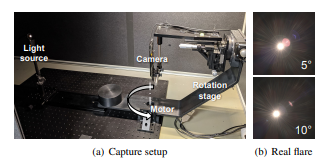 Light
source
Camera
Rotation
stage
Motor
5°
10°
(a) Capture setup
(b) Real flare